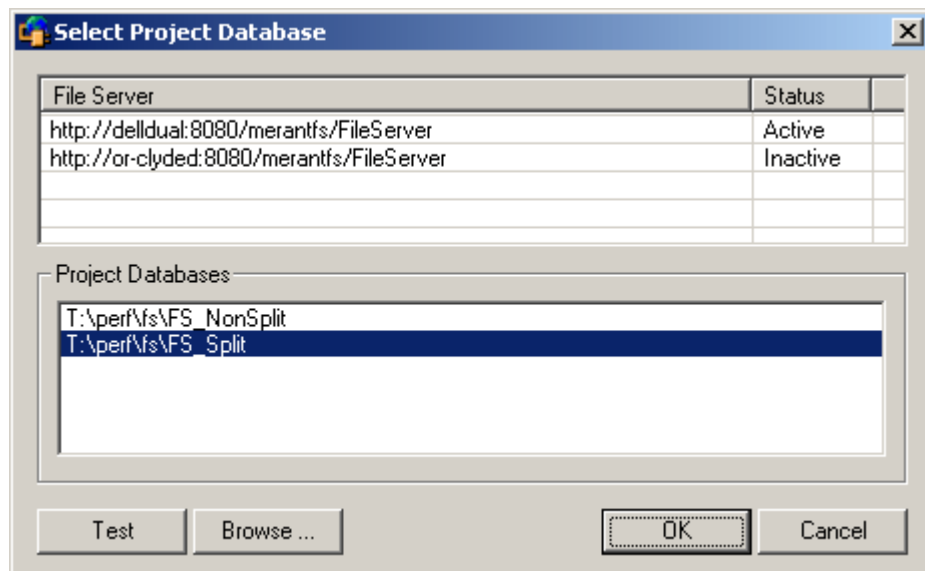 Select Project Database
File Server Status
http://delldual:8080/merantfs/FileServer Active
http://or-clyded:8080/merantfs/FileServer Inactive
Project Databases
T:\perf\fs\FS_NonSplit
T:\perf\fs\FS_Split
Test Browse ... OK Cancel